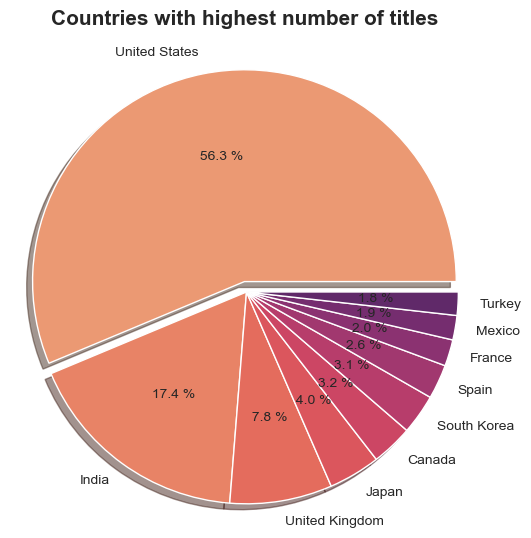 Countries with highest number of titles
United States
56.3 %
1.8 %
Turkey
1.9 %
Mexico
2.0 %
France
2.6 %
Spain
3.1 %
South Korea
3.2 %
Canada
4.0 %
Japan
7.8 %
United Kingdom
17.4 %
India